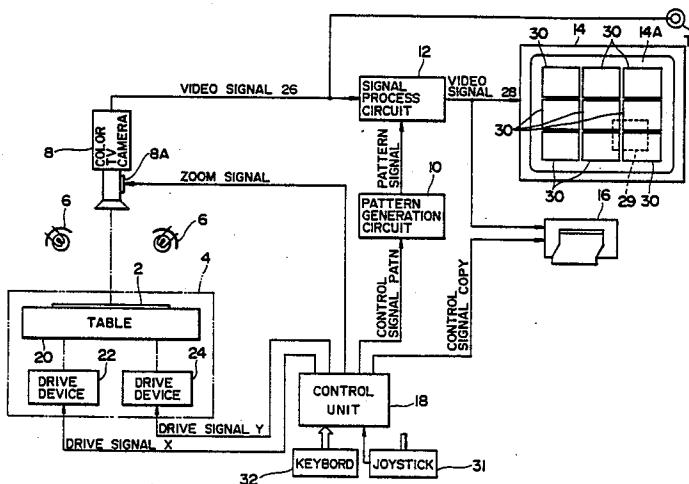 14
30
30
14A
T
12
SIGNAL
PROCESS
CIRCUIT
VIDEO
SIGNAL 28
VIDEO SIGNAL 26
8
COLOR
TV
CAMERA
8A
ZOOM SIGNAL
PATTERN
SIGNAL
10
PATTERN
GENERATION
CIRCUIT
30
30
30
29
30
16
6
6
2
4
TABLE
20
22
24
DRIVE
DEVICE
DRIVE
DEVICE
CONTROL
SIGNAL PATN
CONTROL
SIGNAL COPY
CONTROL
UNIT
18
DRIVE SIGNAL Y
DRIVE SIGNAL X
32
KEYBORD
JOYSTICK
31